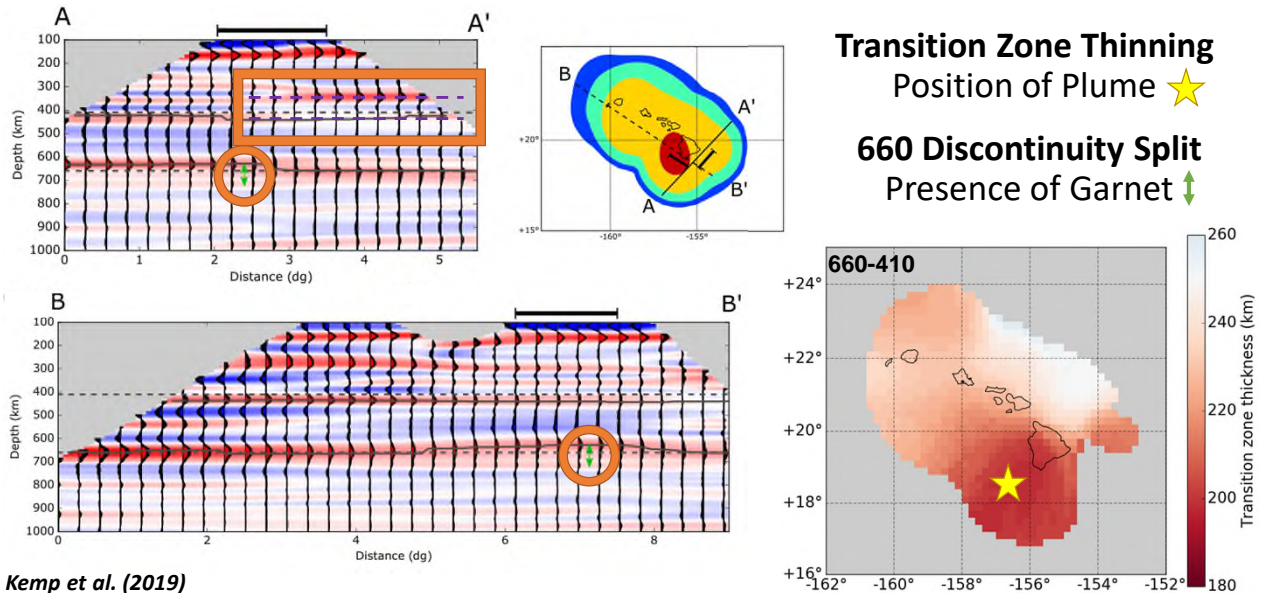 A
A'
100
200
300
400
500
600
700
800
900
1000
Depth (km)
0
1
2
3
4
5
Distance (dg)
B
A'
+20°
A
B'
+15°
-160°
-155°
Transition Zone Thinning
Position of Plume
660 Discontinuity Split
Presence of Garnet
B
B'
100
200
300
400
500
600
700
800
900
1000
Depth (km)
0
2
4
6
8
Distance (dg)
660-410
+24°
+22°
+20°
+18°
+16°
-162°
-160°
-158°
-156°
-154°
-152°
260
240
220
200
180
Transition zone thickness (km)
Kemp et al. (2019)